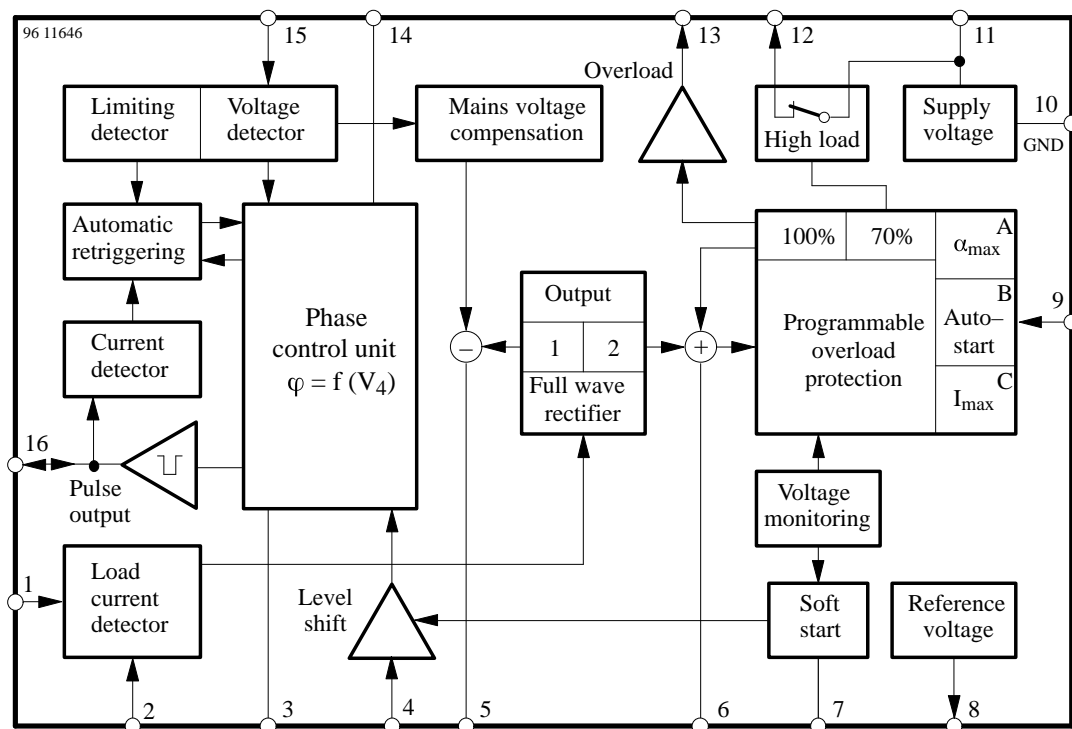 96 11646
15
14
13
12
11
10
GND
Overload
Limiting
detector
Voltage
detector
Mains voltage
compensation
High load
Supply
voltage
Automatic
retriggering
100%
70%
A
αmax
B
Auto–
start
C
Imax
9
Phase
control unit
φ = f (V4)
Output
1
2
Full wave
rectifier
–
+
Programmable
overload
protection
Current
detector
16
Pulse
output
Voltage
monitoring
1
Load
current
detector
Level
shift
Soft
start
Reference
voltage
2
3
4
5
6
7
8